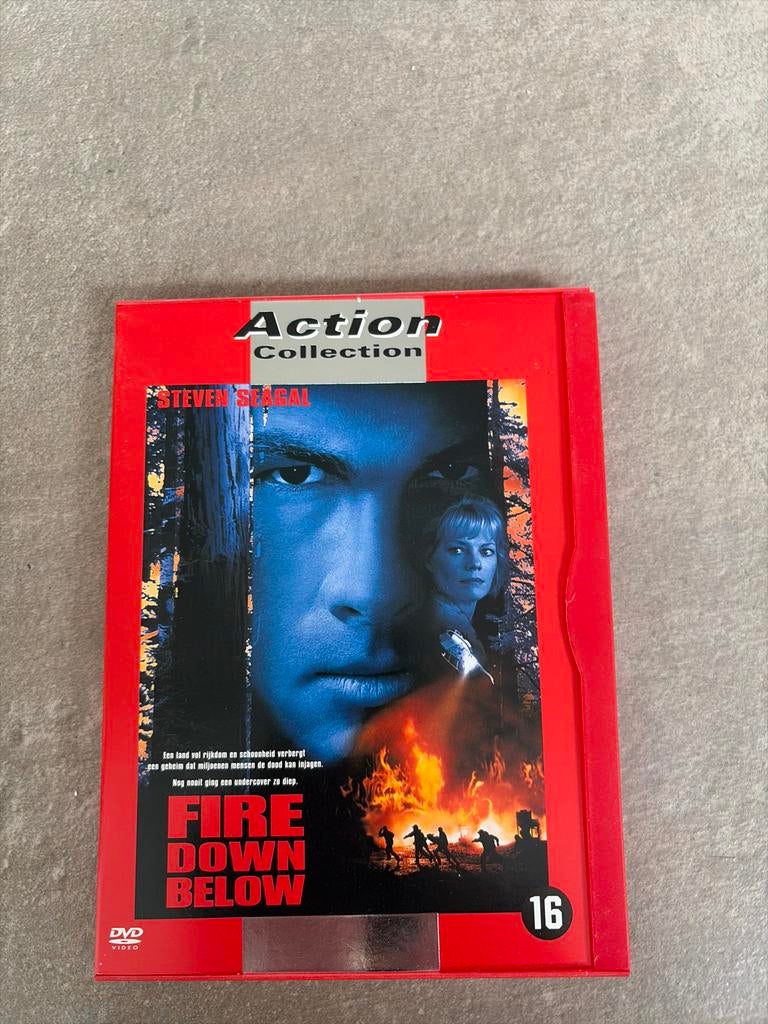 Action
Collection
STEVEN SEAGAL
Een land vol rijkdom en schoonheid verbergt
een geheim dat miljoenen mensen de dood kan injagen.
Nog nooit ging een undercover zo diep.
FIRE
DOWN
BELOW
16
DVD
VIDEO